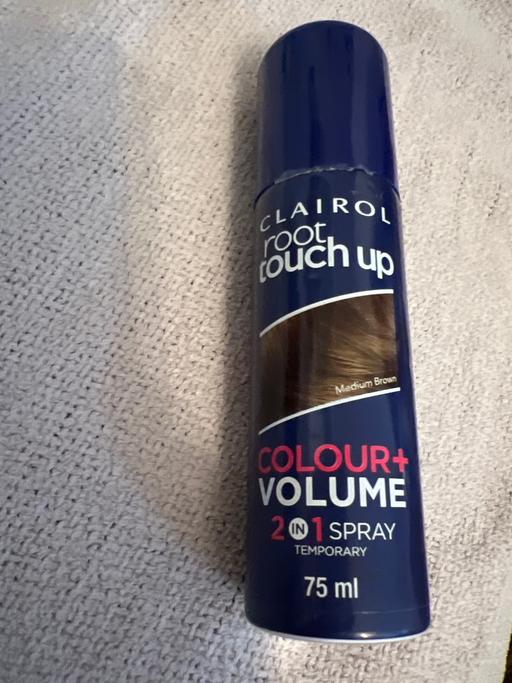 CLAIROL
root
touch up
Medium Brown
COLOUR+
VOLUME
2 IN 1 SPRAY
TEMPORARY
75 ml